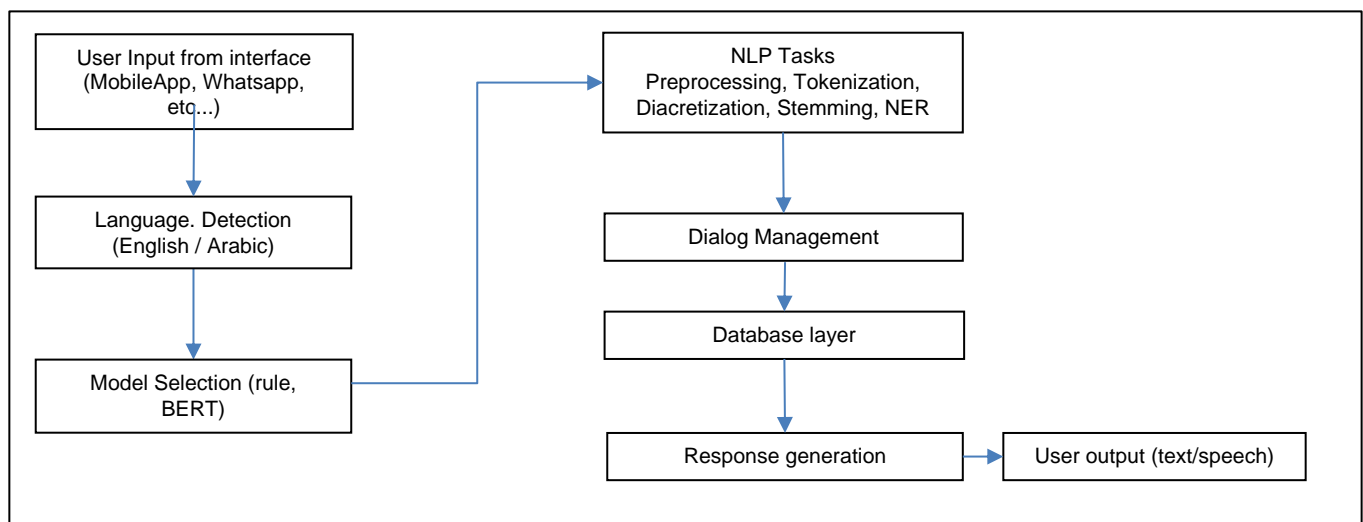 User Input from interface
(MobileApp, Whatsapp,
etc...)
Language. Detection
(English / Arabic)
Model Selection (rule,
BERT)
NLP Tasks
Preprocessing, Tokenization,
Diacretization, Stemming, NER
Dialog Management
Database layer
Response generation
User output (text/speech)